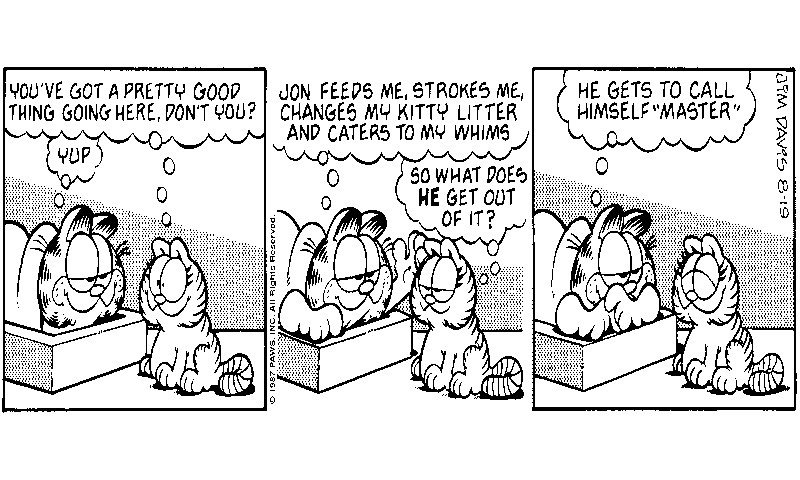 YOU'VE GOT A PRETTY GOOD
THING GOING HERE, DON'T YOU?
YUP
© 1987 PAWS, INC. All Rights Reserved.
JON FEEDS ME, STROKES ME,
CHANGES MY KITTY LITTER
AND CATERS TO MY WHIMS
SO WHAT DOES
HE GET OUT
OF IT?
HE GETS TO CALL
HIMSELF "MASTER"
JIM DAVIS 8-19